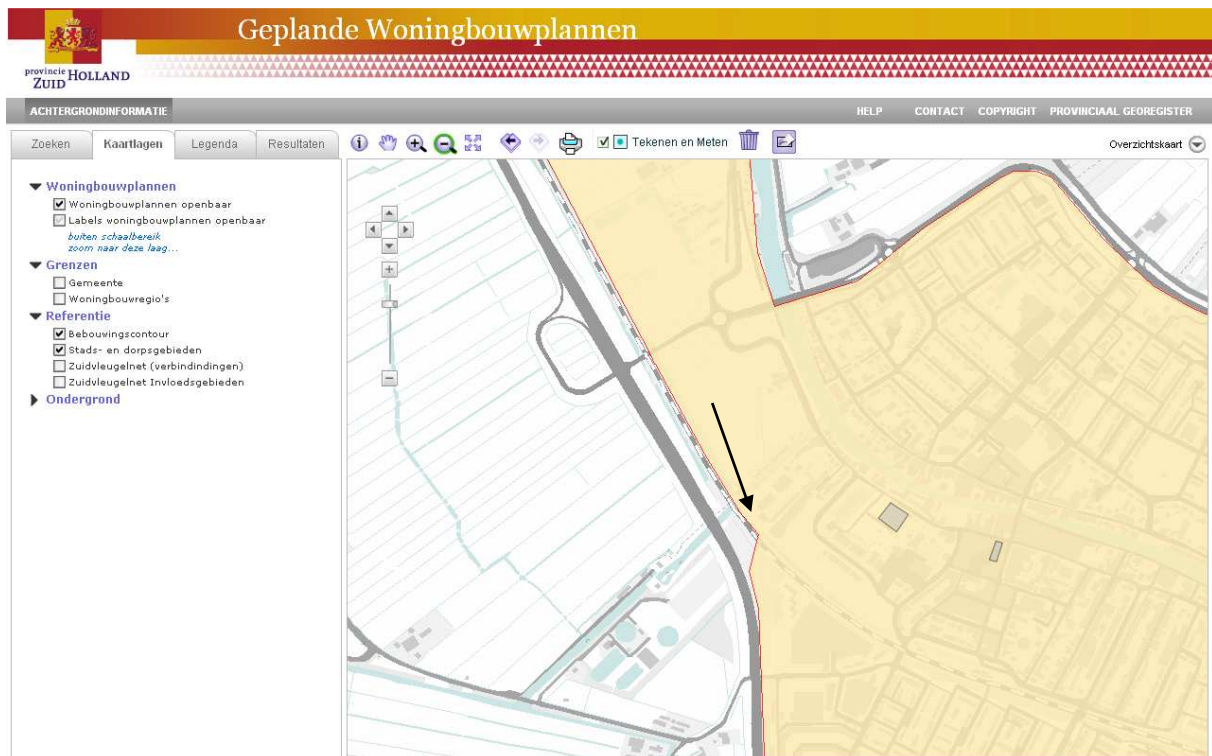 Geplande Woningbouwplannen
provincie HOLLAND
ZUID
ACHTERGRONDINFORMATIE
HELP CONTACT COPYRIGHT PROVINCIAAL GEOREGISTER
Zoeken Kaartlagen Legenda Resultaten
Tekenen en Meten
Overzichtskaart
Woningbouwplannen
Woningbouwplannen openbaar
Labels woningbouwplannen openbaar
buiten schaalbereik
zoom naar deze laag...
Grenzen
Gemeente
Woningbouwregio's
Referentie
Bebouwingscontour
Stads- en dorpsgebieden
Zuidvleugelnet (verbindindingen)
Zuidvleugelnet Invloedsgebieden
Ondergrond